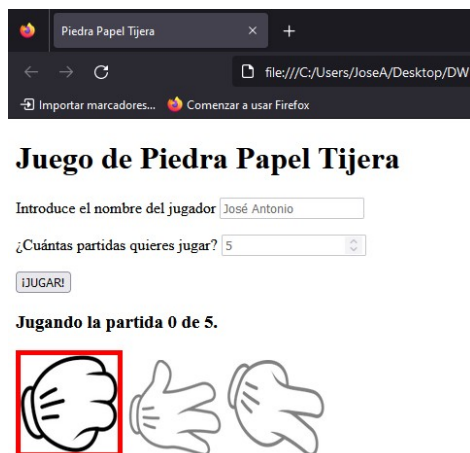 Piedra Papel Tijera
file:///C:/Users/JoseA/Desktop/DW
Importar marcadores... Comenzar a usar Firefox
Juego de Piedra Papel Tijera
Introduce el nombre del jugador José Antonio
¿Cuántas partidas quieres jugar? 5
¡JUGAR!
Jugando la partida 0 de 5.